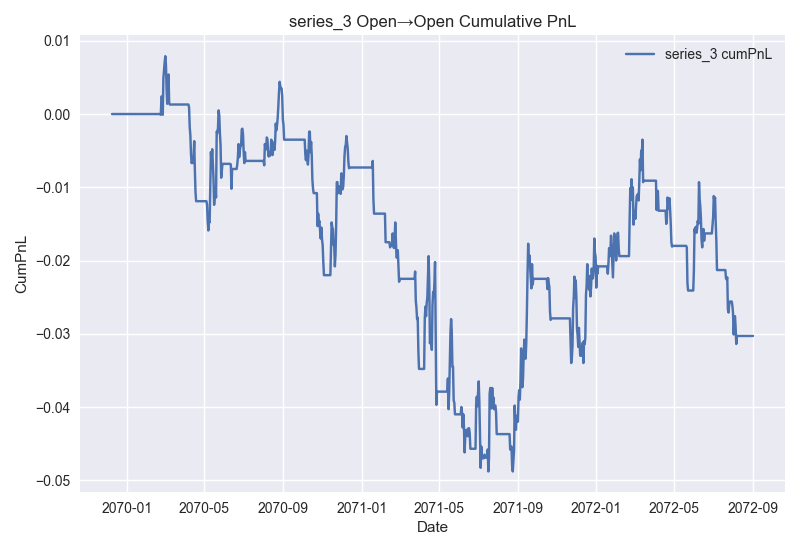 series_3 Open→Open Cumulative PnL
series_3 cumPnL
0.01
0.00
−0.01
−0.02
−0.03
−0.04
−0.05
CumPnL
2070-01 2070-05 2070-09 2071-01 2071-05 2071-09 2072-01 2072-05 2072-09
Date